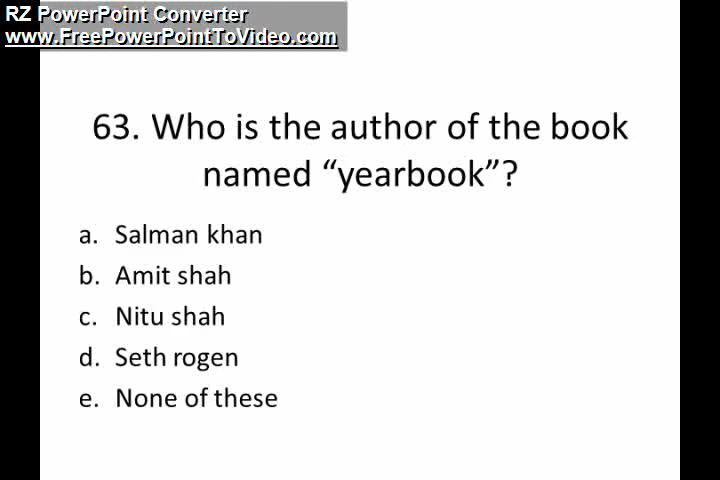 RZ PowerPoint Converter
www.FreePowerPointToVideo.com
63. Who is the author of the book
named “yearbook”?
a. Salman khan
b. Amit shah
c. Nitu shah
d. Seth rogen
e. None of these